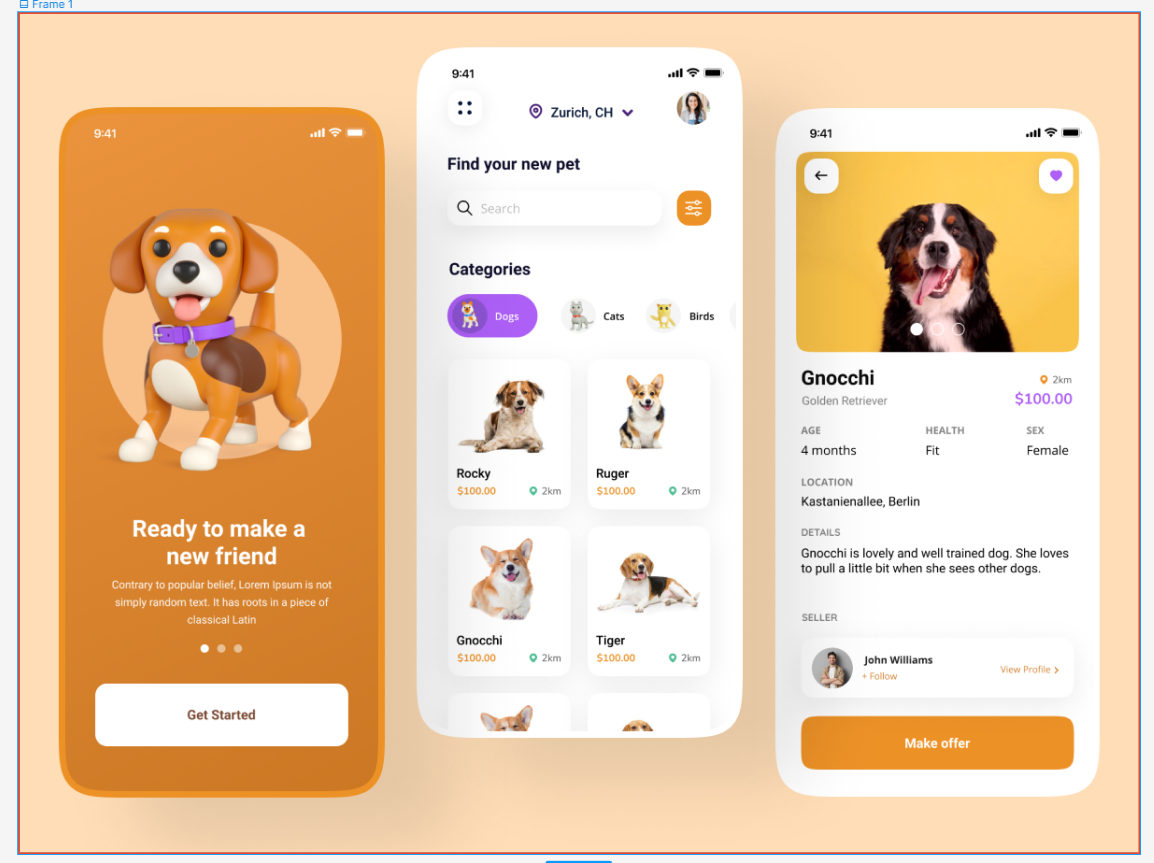 Frame 1
9:41
Ready to make a
new friend
Contrary to popular belief, Lorem Ipsum is not
simply random text. It has roots in a piece of
classical Latin
Get Started
9:41
Zurich, CH
Find your new pet
Search
Categories
Dogs
Cats
Birds
Rocky
$100.00
2km
Ruger
$100.00
2km
Gnocchi
$100.00
2km
Tiger
$100.00
2km
9:41
Gnocchi
2km
Golden Retriever
$100.00
AGE
HEALTH
SEX
4 months
Fit
Female
LOCATION
Kastanienallee, Berlin
DETAILS
Gnocchi is lovely and well trained dog. She loves
to pull a little bit when she sees other dogs.
SELLER
John Williams
+ Follow
View Profile
Make offer